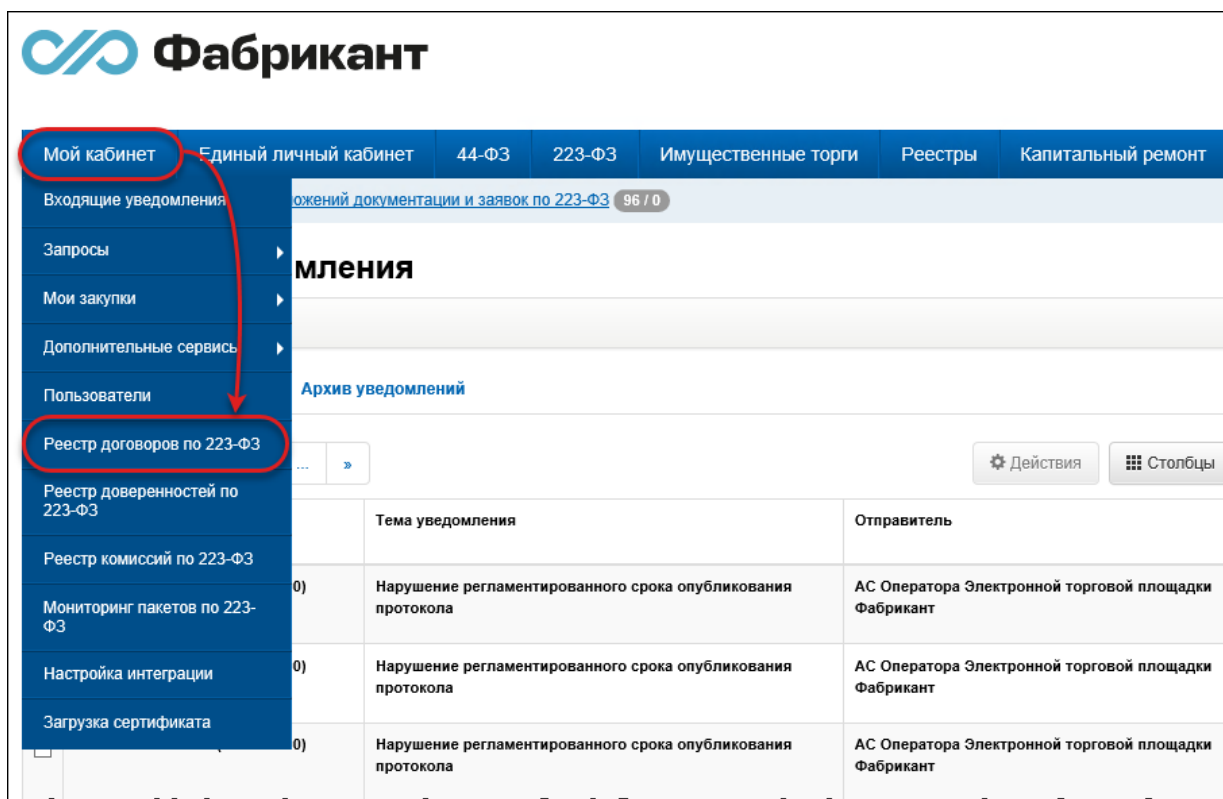 Фабрикант
Мой кабинет Единый личный кабинет 44-ФЗ 223-ФЗ Имущественные торги Реестры Капитальный ремонт
Входящие уведомления
ожений документации и заявок по 223-ФЗ 96 / 0
Запросы
мления
Мои закупки
Дополнительные сервисы
Пользователи
Архив уведомлений
Реестр договоров по 223-ФЗ
... » Действия Столбцы
Реестр доверенностей по
223-ФЗ
Тема уведомления Отправитель
Реестр комиссий по 223-ФЗ
Мониторинг пакетов по 223-
ФЗ
0) Нарушение регламентированного срока опубликования АС Оператора Электронной торговой площадки
протокола Фабрикант
Настройка интеграции
0) Нарушение регламентированного срока опубликования АС Оператора Электронной торговой площадки
протокола Фабрикант
Загрузка сертификата
0) Нарушение регламентированного срока опубликования АС Оператора Электронной торговой площадки
протокола Фабрикант